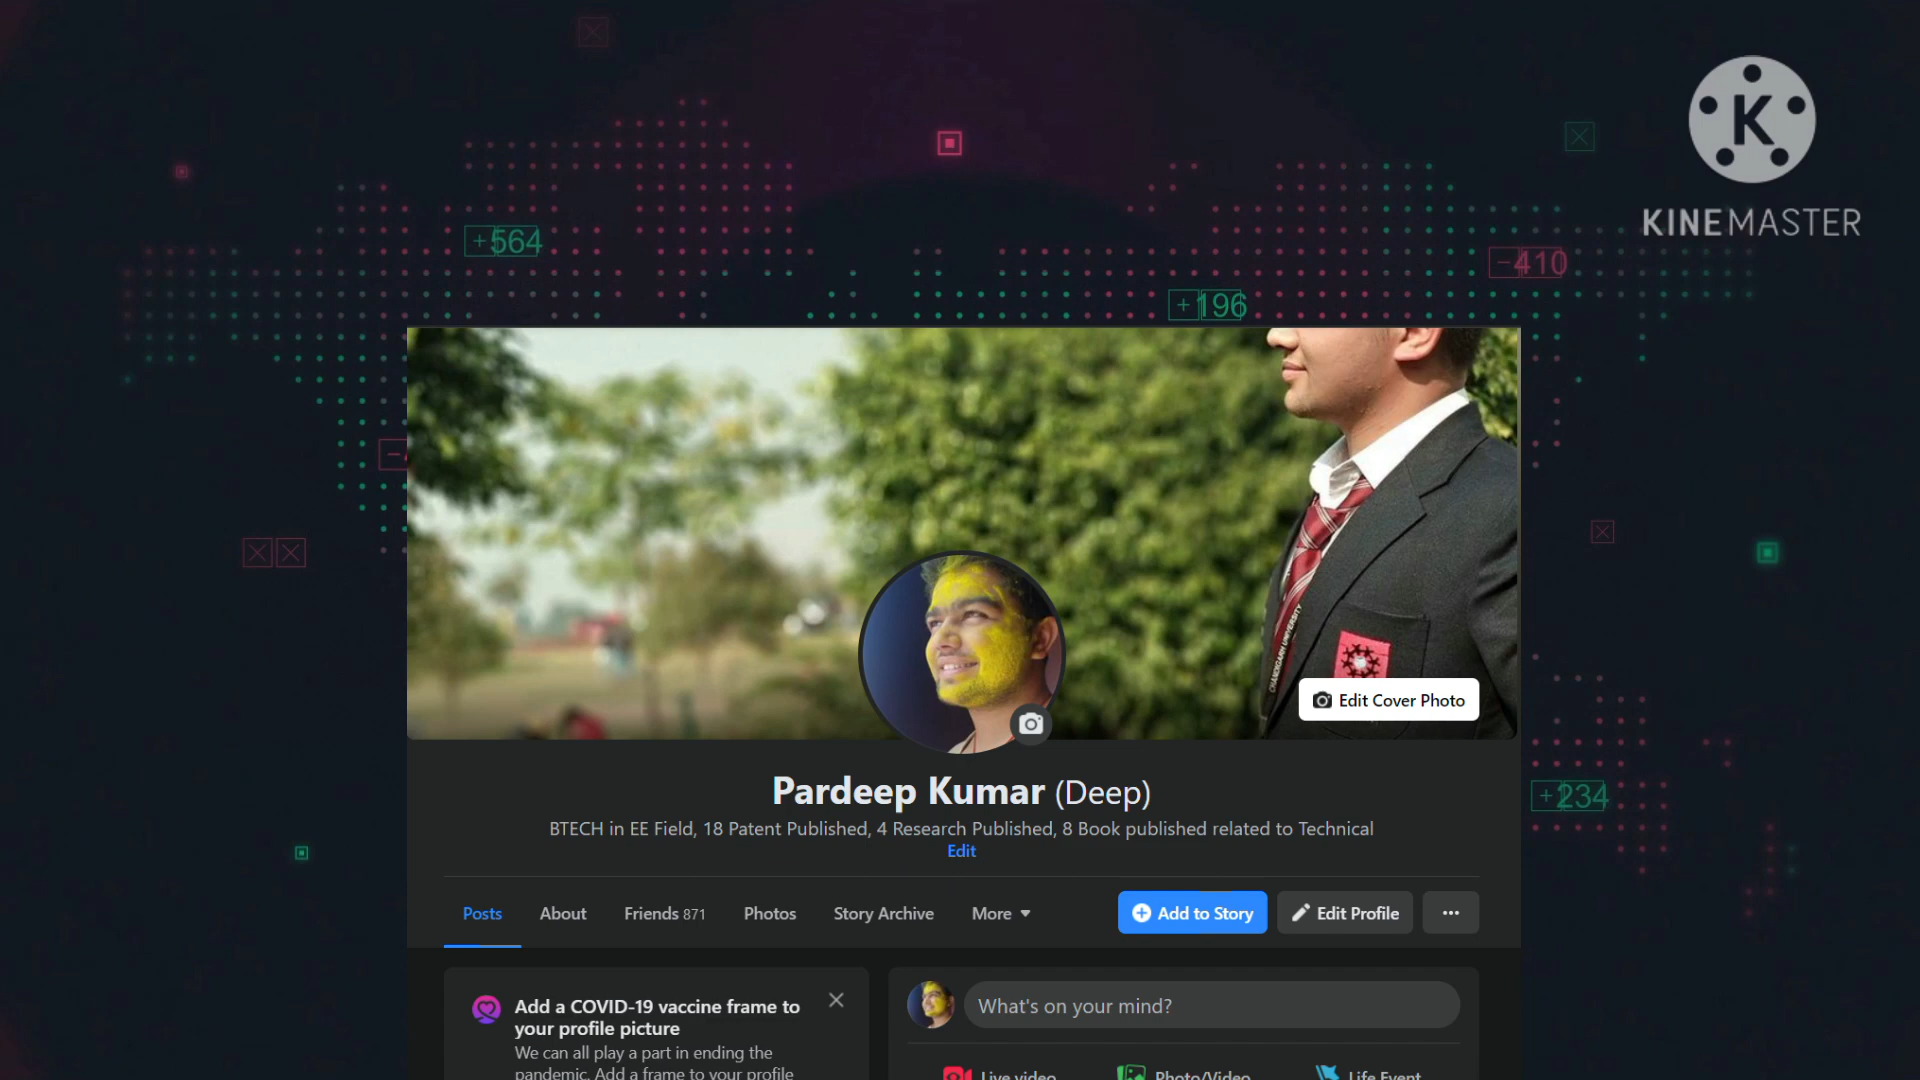 KINEMASTER
+564
−410
+196
CHANDIGARH UNIVERSITY
Edit Cover Photo
Pardeep Kumar (Deep)
+234
BTECH in EE Field, 18 Patent Published, 4 Research Published, 8 Book published related to Technical
Edit
Posts About Friends 871 Photos Story Archive More Add to Story Edit Profile
Add a COVID-19 vaccine frame to
your profile picture
We can all play a part in ending the
pandemic. Add a frame to your profile
What's on your mind?
Live video Photo/Video Life Event